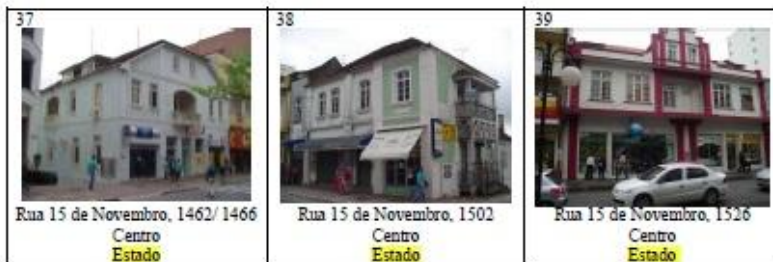 37
Rua 15 de Novembro, 1462/ 1466
Centro
Estado
38
Rua 15 de Novembro, 1502
Centro
Estado
39
Rua 15 de Novembro, 1526
Centro
Estado